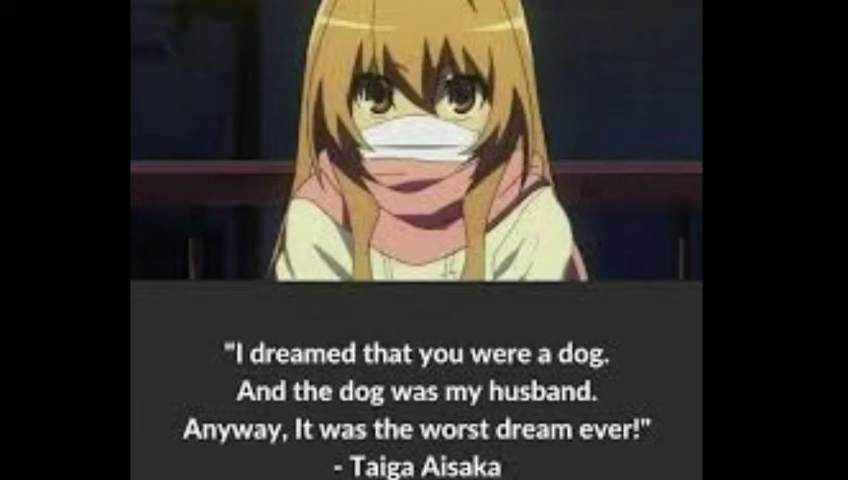 "I dreamed that you were a dog.
And the dog was my husband.
Anyway, It was the worst dream ever!"
- Taiga Aisaka